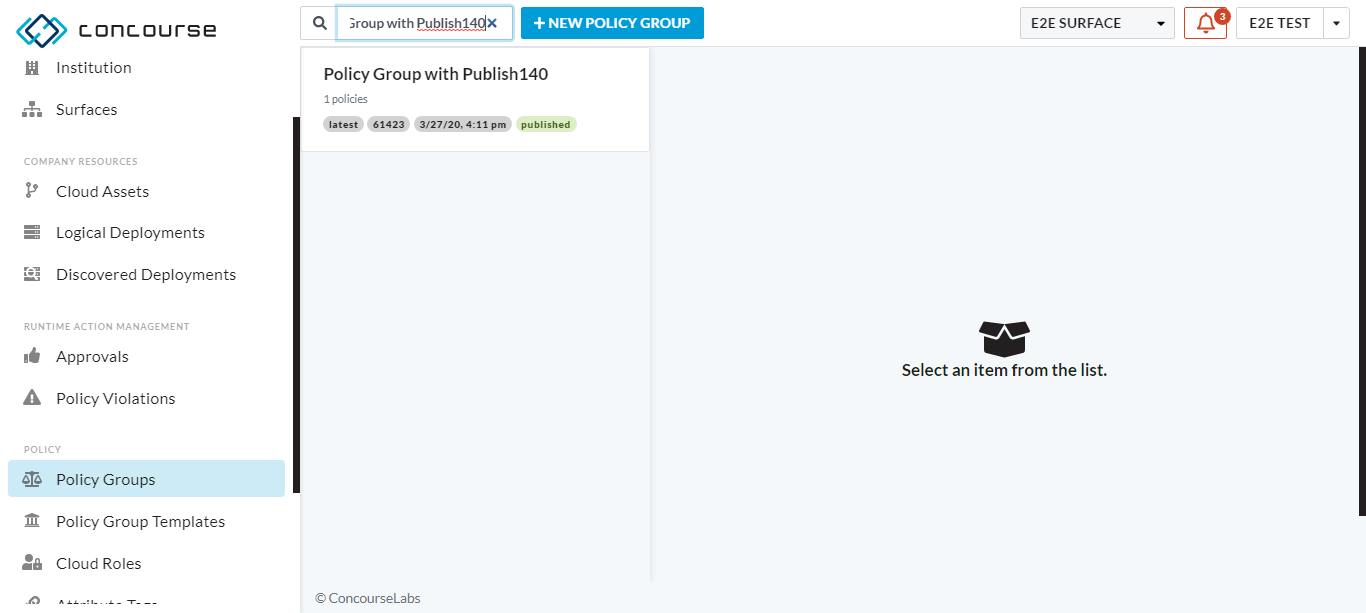 concourse
Group with Publish140
NEW POLICY GROUP
E2E SURFACE
3
E2E TEST
Institution
Surfaces
COMPANY RESOURCES
Cloud Assets
Logical Deployments
Discovered Deployments
RUNTIME ACTION MANAGEMENT
Approvals
Policy Violations
POLICY
Policy Groups
Policy Group Templates
Cloud Roles
Attribute Tags
Policy Group with Publish140
1 policies
latest 61423 3/27/20, 4:11 pm published
Select an item from the list.
© ConcourseLabs